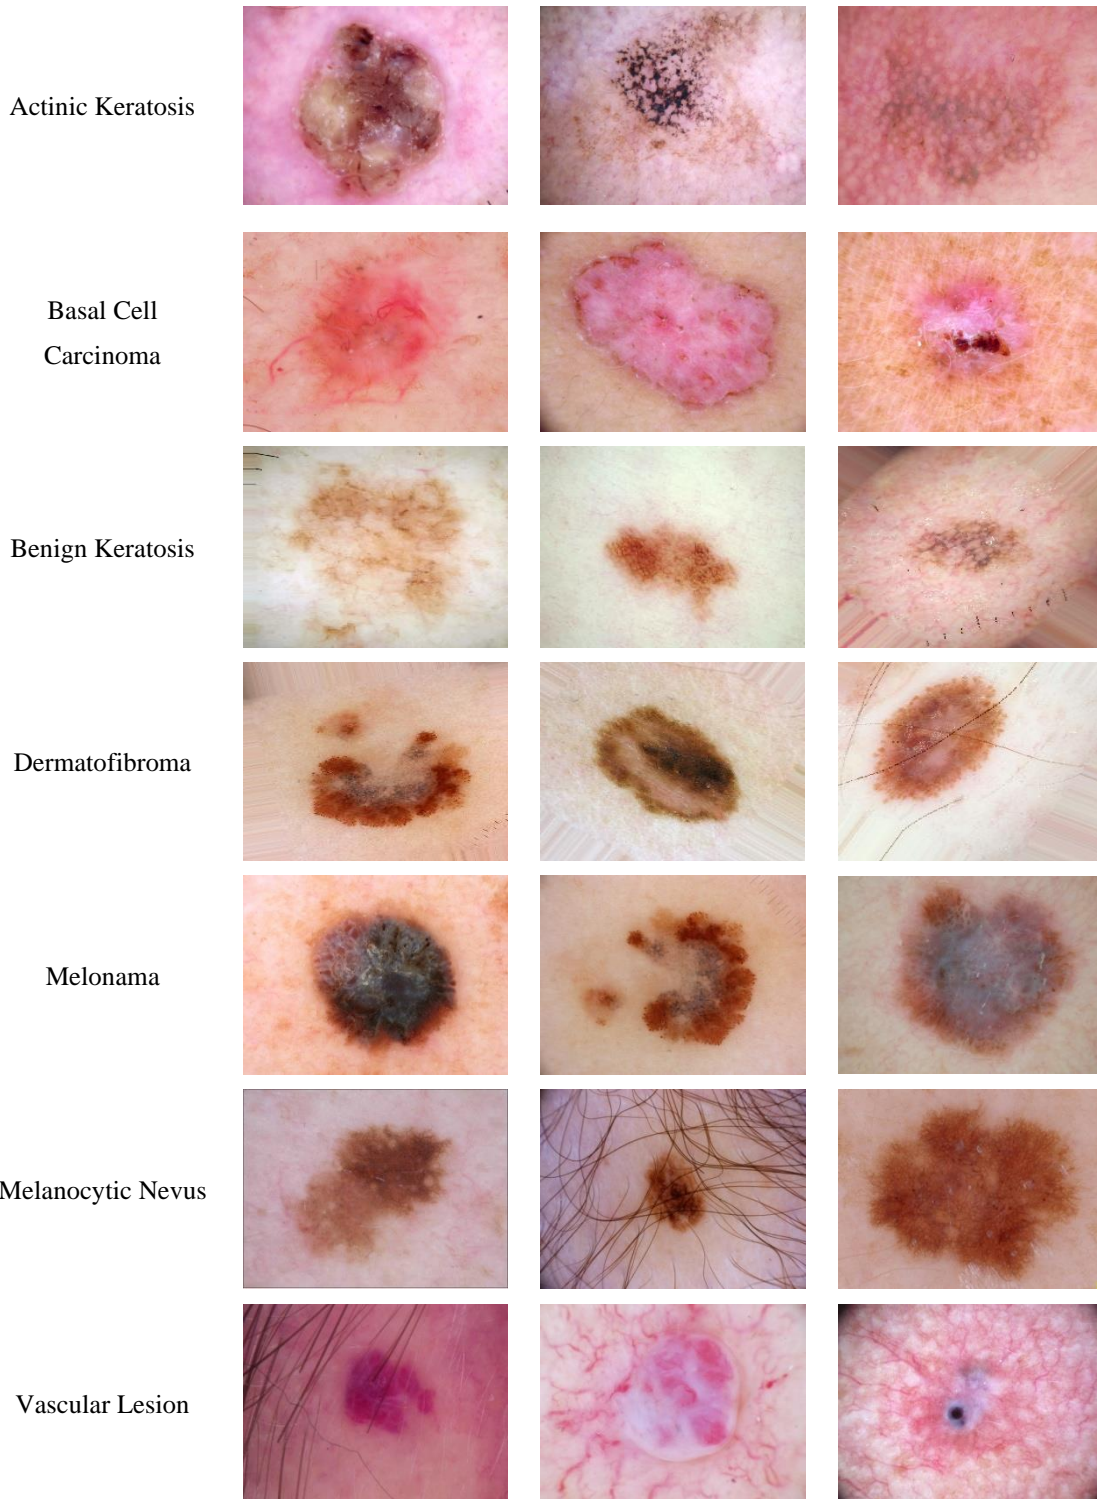 Actinic Keratosis
Basal Cell
Carcinoma
Benign Keratosis
Dermatofibroma
Melonama
Melanocytic Nevus
Vascular Lesion